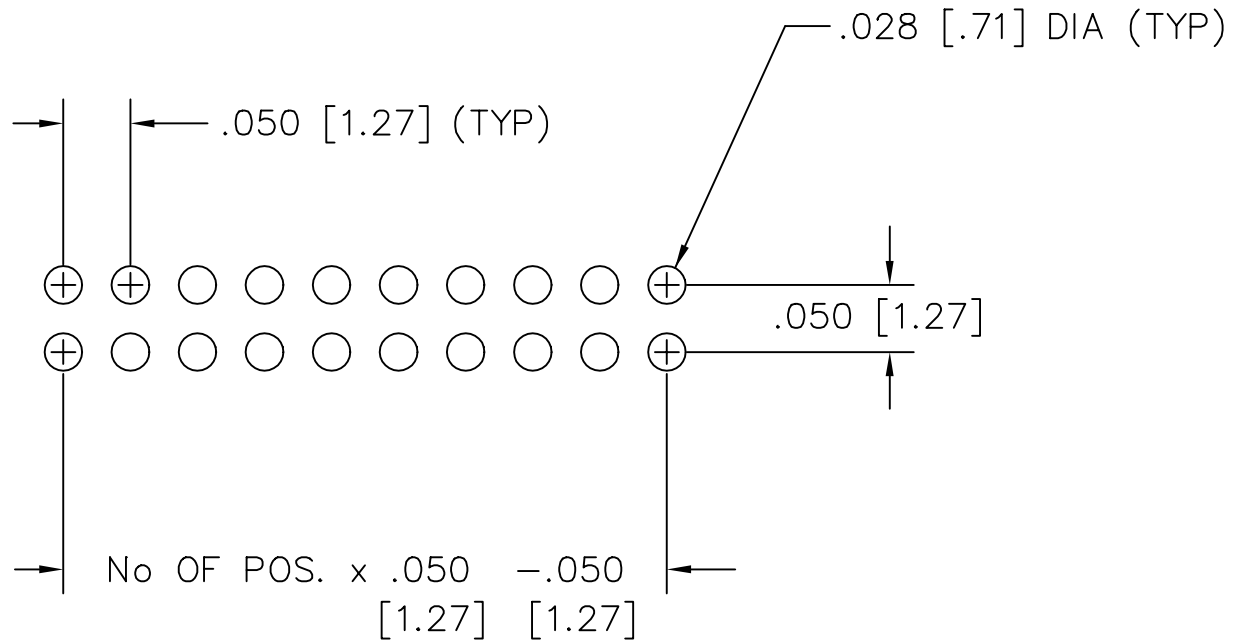 .028 [.71] DIA (TYP)
.050 [1.27] (TYP)
.050 [1.27]
No OF POS. x .050 -.050
[1.27] [1.27]